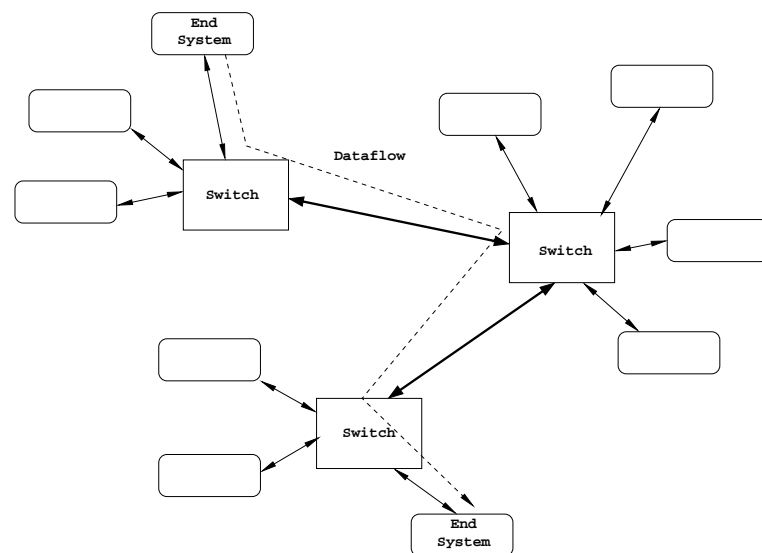 End
System
Dataflow
Switch
Switch
Switch
End
System